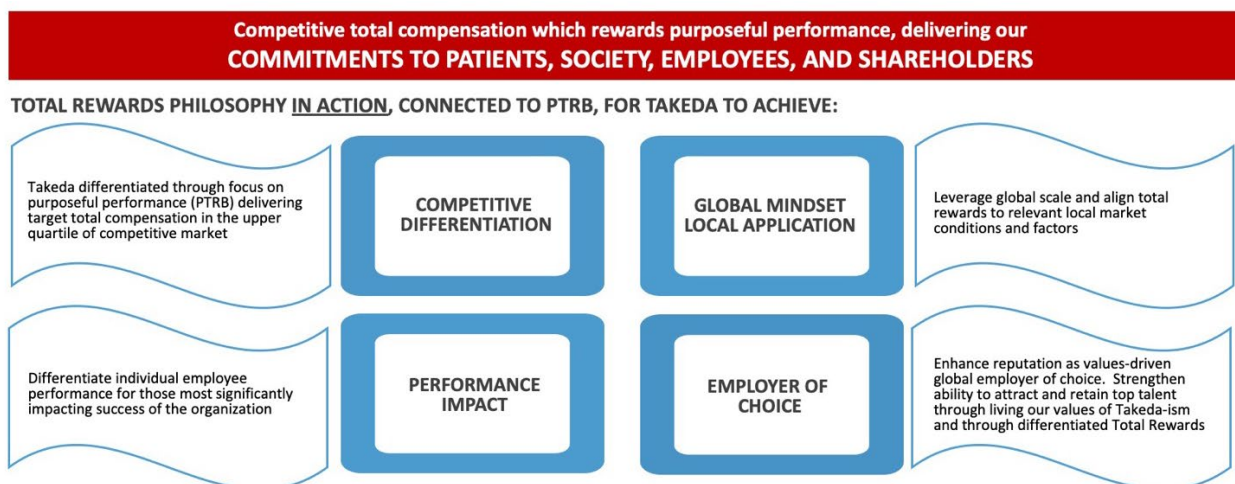 Competitive total compensation which rewards purposeful performance, delivering our
COMMITMENTS TO PATIENTS, SOCIETY, EMPLOYEES, AND SHAREHOLDERS
TOTAL REWARDS PHILOSOPHY IN ACTION, CONNECTED TO PTRB, FOR TAKEDA TO ACHIEVE:
Takeda differentiated through focus on
purposeful performance (PTRB) delivering
target total compensation in the upper
quartile of competitive market
COMPETITIVE
DIFFERENTIATION
GLOBAL MINDSET
LOCAL APPLICATION
Leverage global scale and align total
rewards to relevant local market
conditions and factors
Differentiate individual employee
performance for those most significantly
impacting success of the organization
PERFORMANCE
IMPACT
EMPLOYER OF
CHOICE
Enhance reputation as values-driven
global employer of choice. Strengthen
ability to attract and retain top talent
through living our values of Takeda-ism
and through differentiated Total Rewards